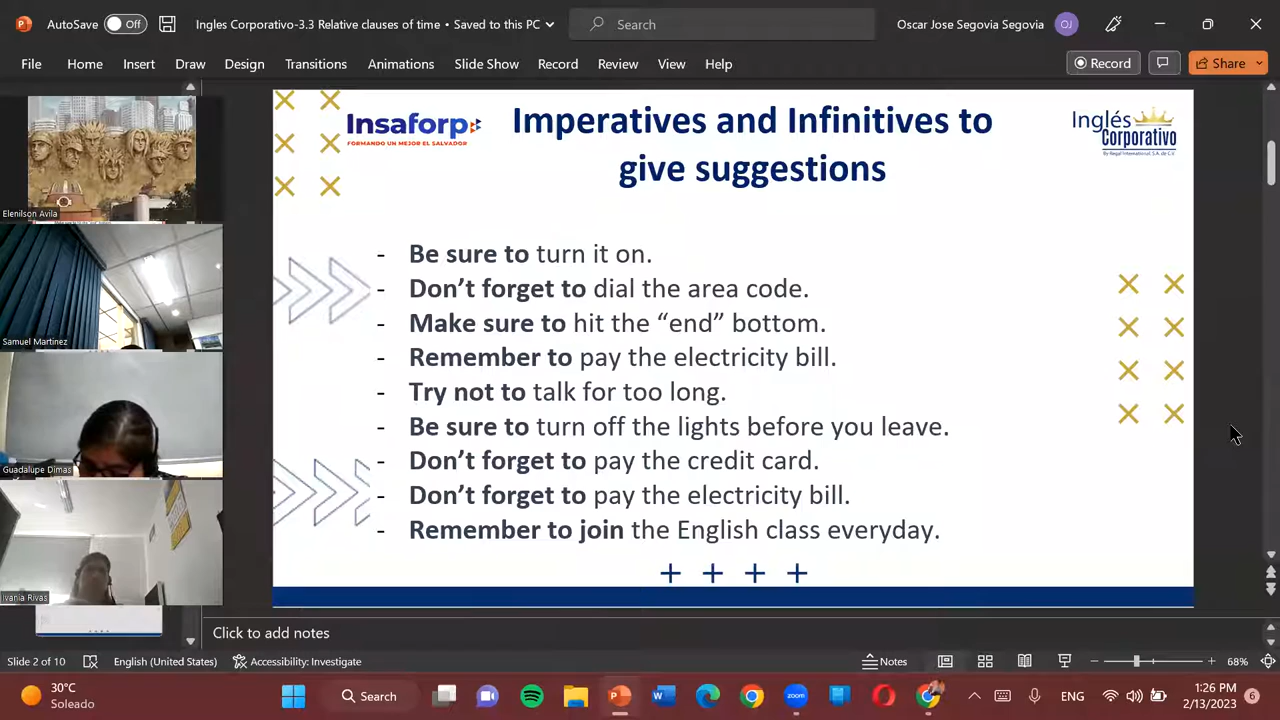 AutoSave Off Ingles Corporativo-3.3 Relative clauses of time • Saved to this PC Search Oscar Jose Segovia Segovia OJ
File Home Insert Draw Design Transitions Animations Slide Show Record Review View Help Record Share
Elenilson Avila
Samuel Martinez
Guadalupe Dimas
Ivania Rivas
Insaforp
FORMANDO UN MEJOR EL SALVADOR
Imperatives and Infinitives to
give suggestions
Inglés
Corporativo
By Regal International, S.A. de C.V.
- Be sure to turn it on.
- Don’t forget to dial the area code.
- Make sure to hit the “end” bottom.
- Remember to pay the electricity bill.
- Try not to talk for too long.
- Be sure to turn off the lights before you leave.
- Don’t forget to pay the credit card.
- Don’t forget to pay the electricity bill.
- Remember to join the English class everyday.
Click to add notes
Slide 2 of 10 English (United States) Accessibility: Investigate Notes 68%
30°C
Soleado
Search
zoom
ENG
1:26 PM
2/13/2023
6